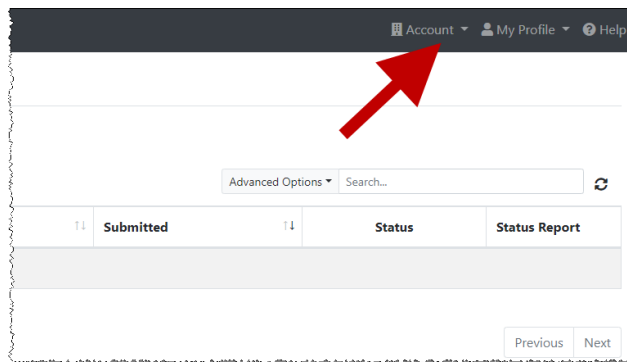 Account My Profile Help
Advanced Options Search...
Submitted Status Status Report
Previous Next